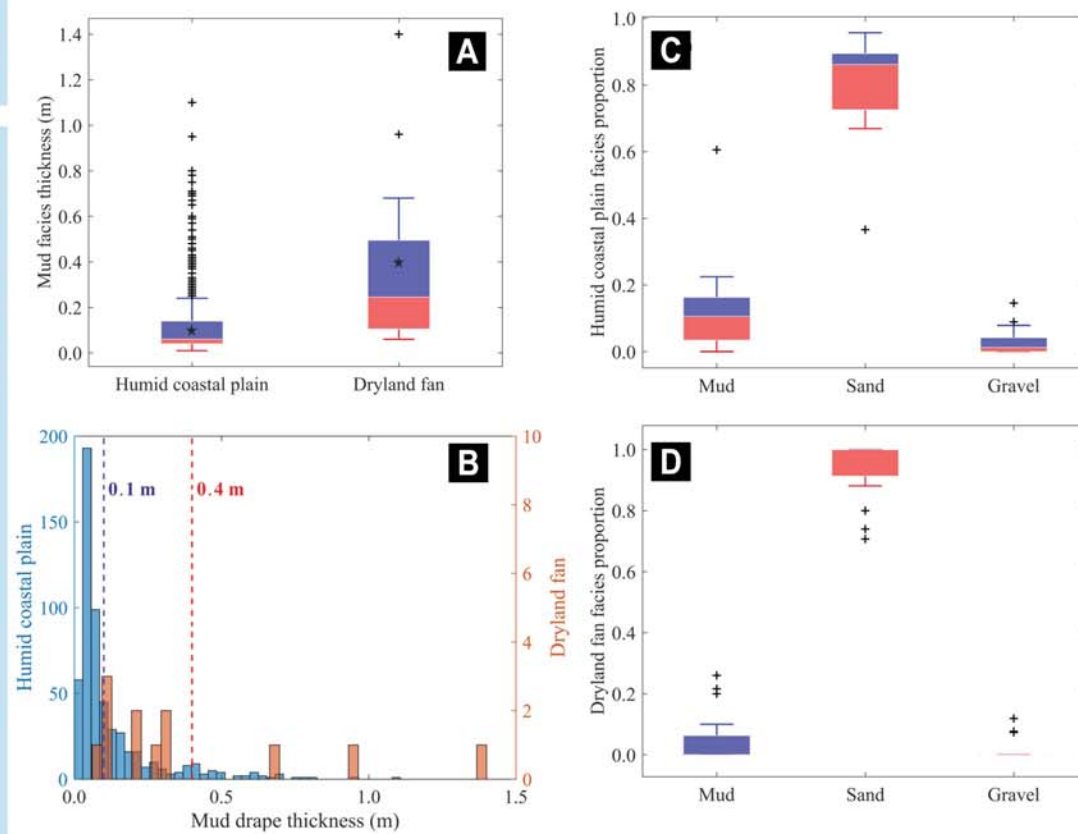 A
Mud facies thickness (m)
1.4
1.2
1.0
0.8
0.6
0.4
0.2
0.0
Humid coastal plain
Dryland fan
C
Humid coastal plain facies proportion
1.0
0.8
0.6
0.4
0.2
0.0
Mud
Sand
Gravel
B
Humid coastal plain
200
150
100
50
0
0.1 m
0.4 m
10
8
6
4
2
0
Dryland fan
0.0
0.5
1.0
1.5
Mud drape thickness (m)
D
Dryland fan facies proportion
1.0
0.8
0.6
0.4
0.2
0.0
Mud
Sand
Gravel